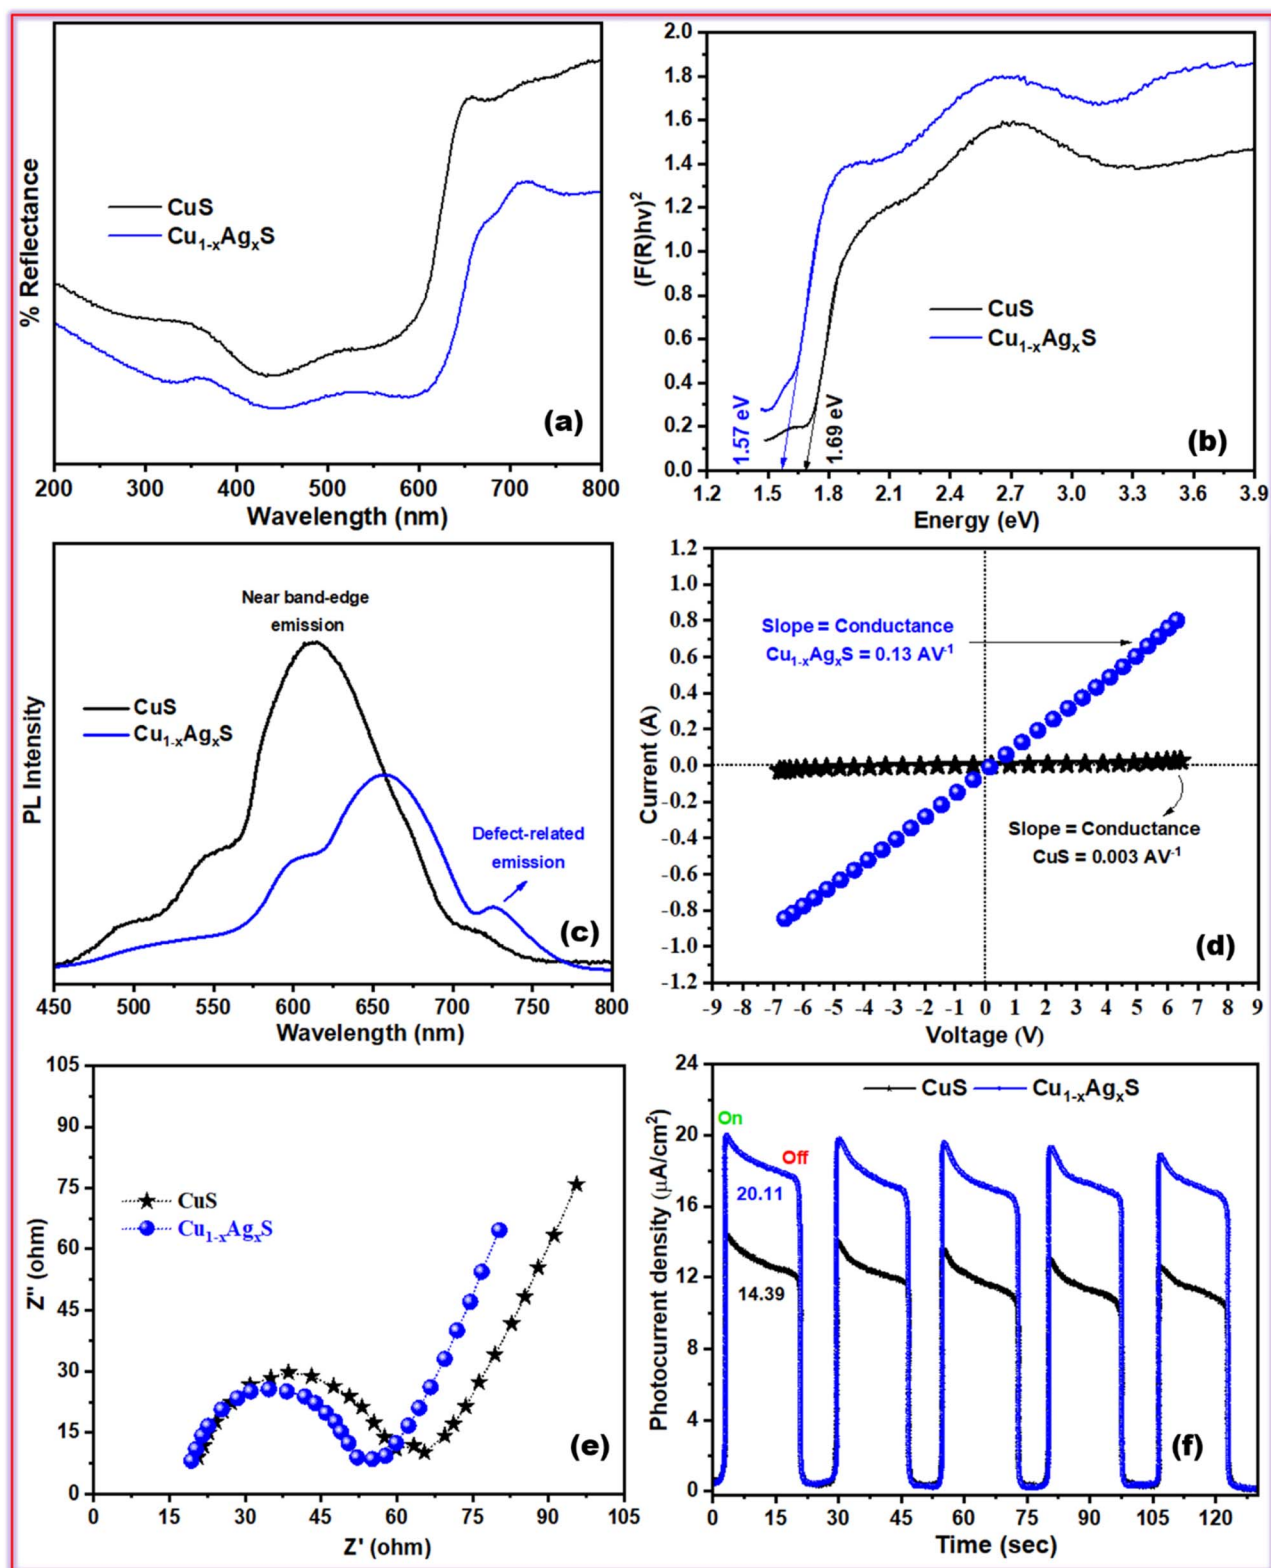 % Reflectance
CuS
Cu1-xAgxS
(a)
200 300 400 500 600 700 800
Wavelength (nm)
(F(R)hv)2
2.0
1.8
1.6
1.4
1.2
1.0
0.8
0.6
0.4
0.2
0.0
CuS
Cu1-xAgxS
1.57 eV
1.69 eV
(b)
1.2 1.5 1.8 2.1 2.4 2.7 3.0 3.3 3.6 3.9
Energy (eV)
PL Intensity
Near band-edge
emission
CuS
Cu1-xAgxS
Defect-related
emission
(c)
450 500 550 600 650 700 750 800
Wavelength (nm)
Current (A)
1.2
1.0
0.8
0.6
0.4
0.2
0.0
-0.2
-0.4
-0.6
-0.8
-1.0
-1.2
Slope = Conductance
Cu1-xAgxS = 0.13 AV-1
Slope = Conductance
CuS = 0.003 AV-1
(d)
-9 -8 -7 -6 -5 -4 -3 -2 -1 0 1 2 3 4 5 6 7 8 9
Voltage (V)
Z'' (ohm)
105
90
75
60
45
30
15
0
CuS
Cu1-xAgxS
(e)
0 15 30 45 60 75 90 105
Z' (ohm)
Photocurrent density (μA/cm2)
24
20
16
12
8
4
0
CuS Cu1-xAgxS
On
Off
20.11
14.39
(f)
0 15 30 45 60 75 90 105 120
Time (sec)